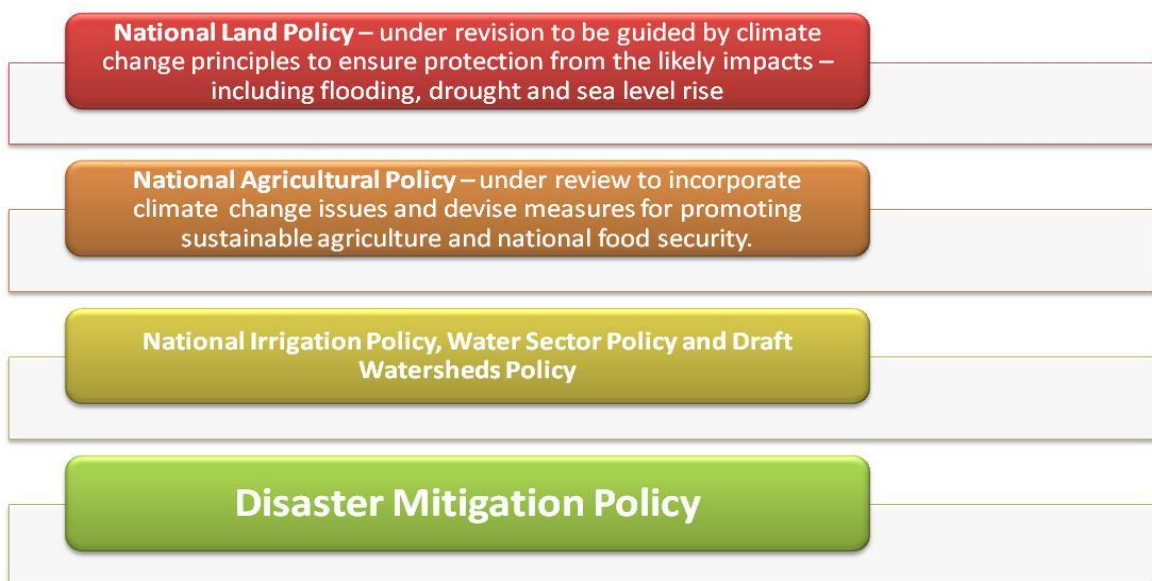 National Land Policy – under revision to be guided by climate
change principles to ensure protection from the likely impacts –
including flooding, drought and sea level rise
National Agricultural Policy – under review to incorporate
climate change issues and devise measures for promoting
sustainable agriculture and national food security.
National Irrigation Policy, Water Sector Policy and Draft
Watersheds Policy
Disaster Mitigation Policy